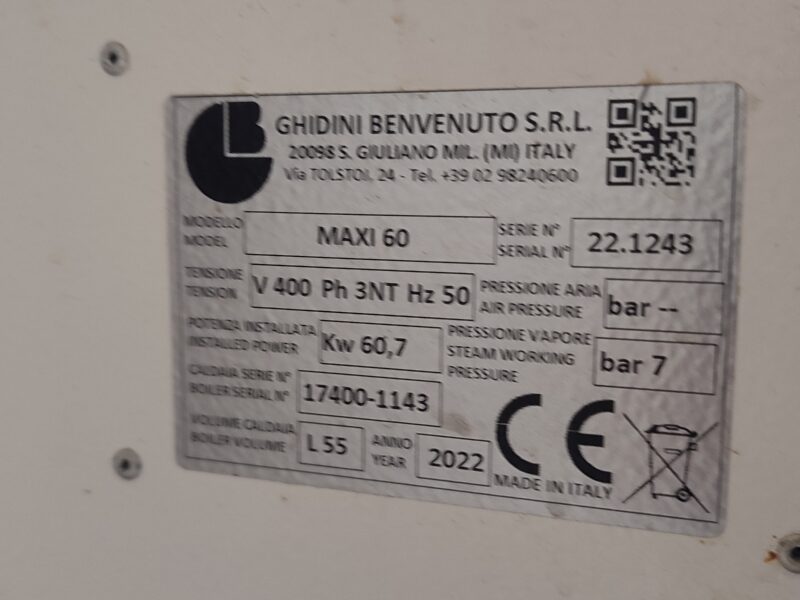 GHIDINI BENVENUTO S.R.L.
20098 S. GIULIANO MIL. (MI) ITALY
Via TOLSTOI, 24 - Tel. +39 02 98240600
MODELLO
MODEL
MAXI 60
SERIE N°
SERIAL N°
22.1243
TENSIONE
TENSION
V 400 Ph 3NT Hz 50
PRESSIONE ARIA
AIR PRESSURE
bar --
POTENZA INSTALLATA
INSTALLED POWER
Kw 60,7
PRESSIONE VAPORE
STEAM WORKING
PRESSURE
bar 7
CALDAIA SERIE N°
BOILER SERIAL N°
17400-1143
VOLUME CALDAIA
BOILER VOLUME
L 55
ANNO
YEAR
2022
CE
MADE IN ITALY